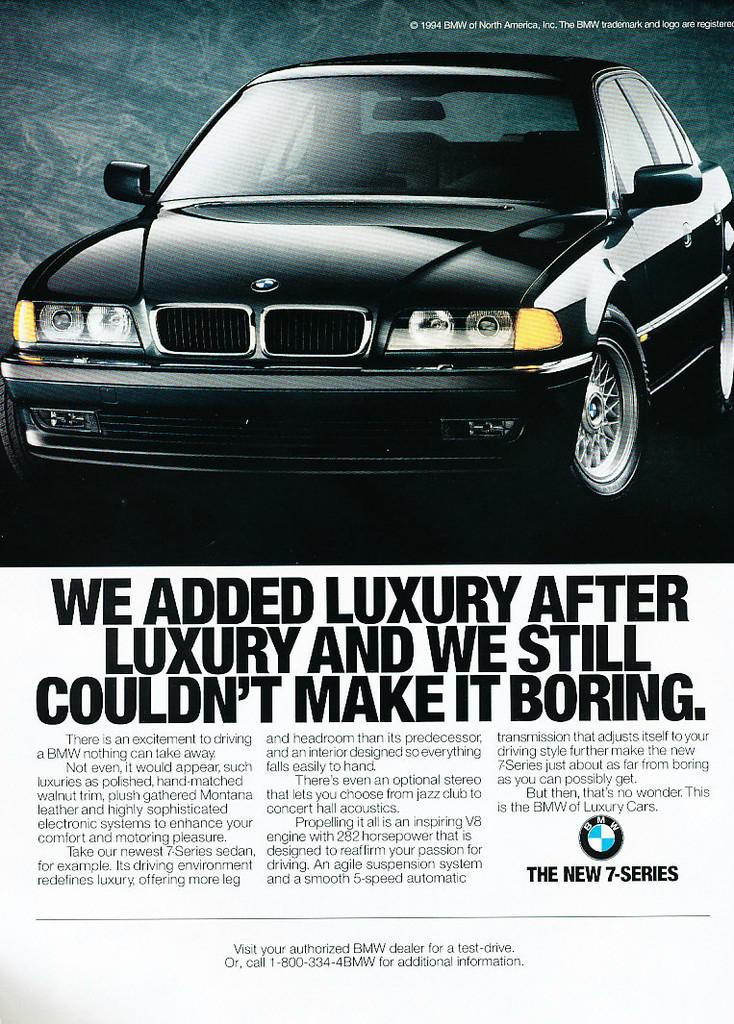 © 1994 BMW of North America, Inc. The BMW trademark and logo are registered
WE ADDED LUXURY AFTER
LUXURY AND WE STILL
COULDN'T MAKE IT BORING.
There is an excitement to driving
a BMW nothing can take away.
Not even, it would appear, such
luxuries as polished, hand-matched
walnut trim, plush gathered Montana
leather and highly sophisticated
electronic systems to enhance your
comfort and motoring pleasure.
Take our newest 7-Series sedan,
for example. Its driving environment
redefines luxury, offering more leg
and headroom than its predecessor,
and an interior designed so everything
falls easily to hand.
There's even an optional stereo
that lets you choose from jazz club to
concert hall acoustics.
Propelling it all is an inspiring V8
engine with 282 horsepower that is
designed to reaffirm your passion for
driving. An agile suspension system
and a smooth 5-speed automatic
transmission that adjusts itself to your
driving style further make the new
7-Series just about as far from boring
as you can possibly get.
But then, that's no wonder. This
is the BMW of Luxury Cars.
BMW
THE NEW 7-SERIES
Visit your authorized BMW dealer for a test-drive.
Or, call 1-800-334-4BMW for additional information.